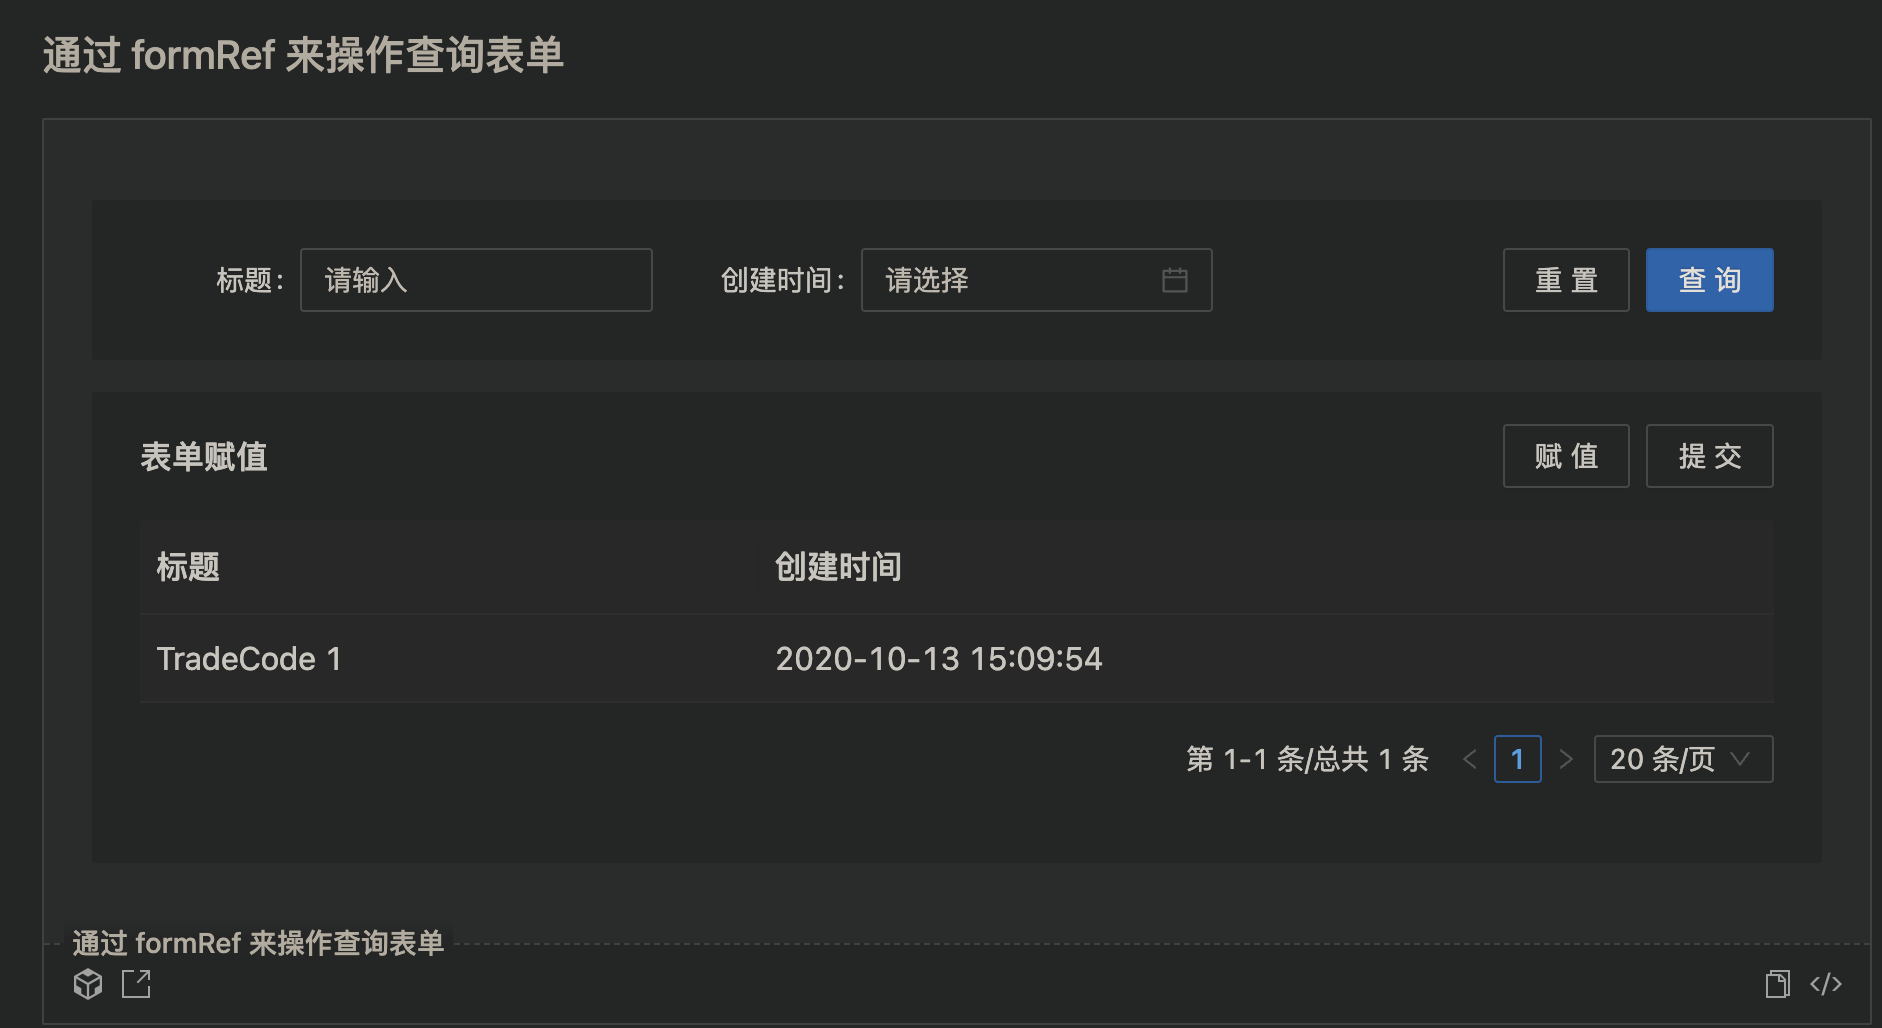 通过 formRef 来操作查询表单
标题: 请输入 创建时间: 请选择 重 置 查 询
表单赋值 赋 值 提 交
标题 创建时间
TradeCode 1 2020-10-13 15:09:54
第 1-1 条/总共 1 条 < 1 > 20 条/页
通过 formRef 来操作查询表单